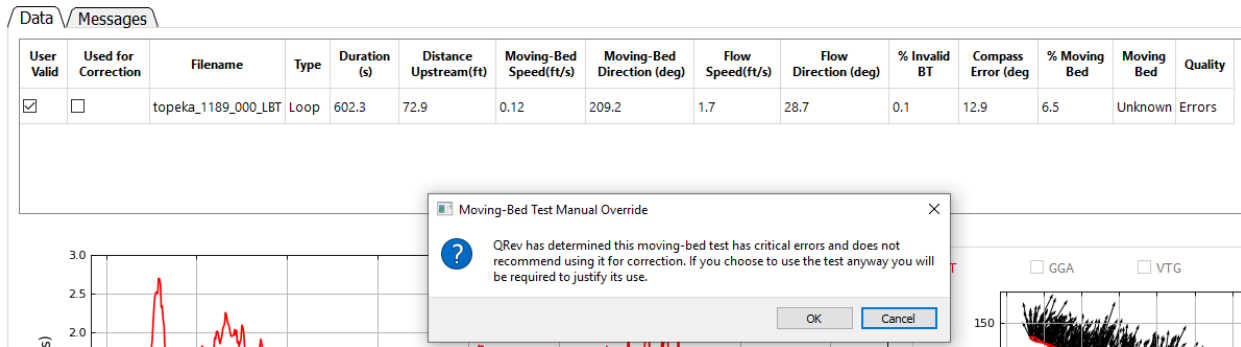 Data Messages
User Valid Used for Correction Filename Type Duration (s) Distance Upstream(ft) Moving-Bed Speed(ft/s) Moving-Bed Direction (deg) Flow Speed(ft/s) Flow Direction (deg) % Invalid BT Compass Error (deg % Moving Bed Moving Bed Quality
topeka_1189_000_LBT Loop 602.3 72.9 0.12 209.2 1.7 28.7 0.1 12.9 6.5 Unknown Errors
Moving-Bed Test Manual Override
QRev has determined this moving-bed test has critical errors and does not
recommend using it for correction. If you choose to use the test anyway you will
be required to justify its use.
OK Cancel
GGA VTG
3.0
2.5
2.0
150